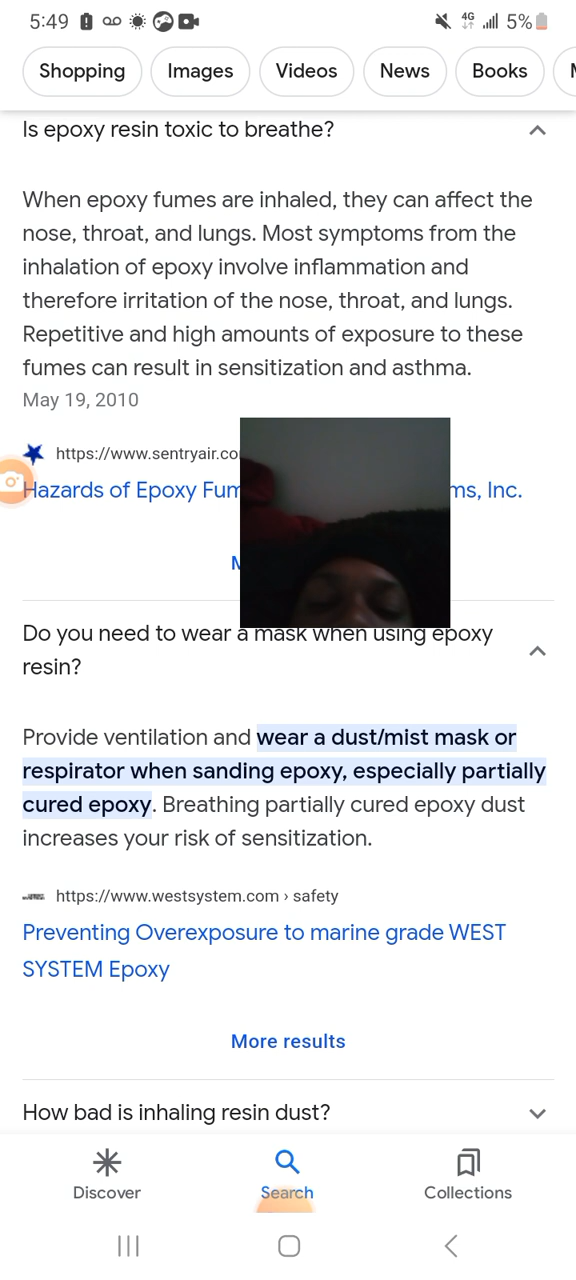 5:49 4G 5%
Shopping Images Videos News Books
Is epoxy resin toxic to breathe?
When epoxy fumes are inhaled, they can affect the
nose, throat, and lungs. Most symptoms from the
inhalation of epoxy involve inflammation and
therefore irritation of the nose, throat, and lungs.
Repetitive and high amounts of exposure to these
fumes can result in sensitization and asthma.
May 19, 2010
https://www.sentryair.co
Hazards of Epoxy Fum ms, Inc.
Do you need to wear a mask when using epoxy
resin?
Provide ventilation and wear a dust/mist mask or
respirator when sanding epoxy, especially partially
cured epoxy. Breathing partially cured epoxy dust
increases your risk of sensitization.
https://www.westsystem.com › safety
Preventing Overexposure to marine grade WEST
SYSTEM Epoxy
More results
How bad is inhaling resin dust?
Discover Search Collections